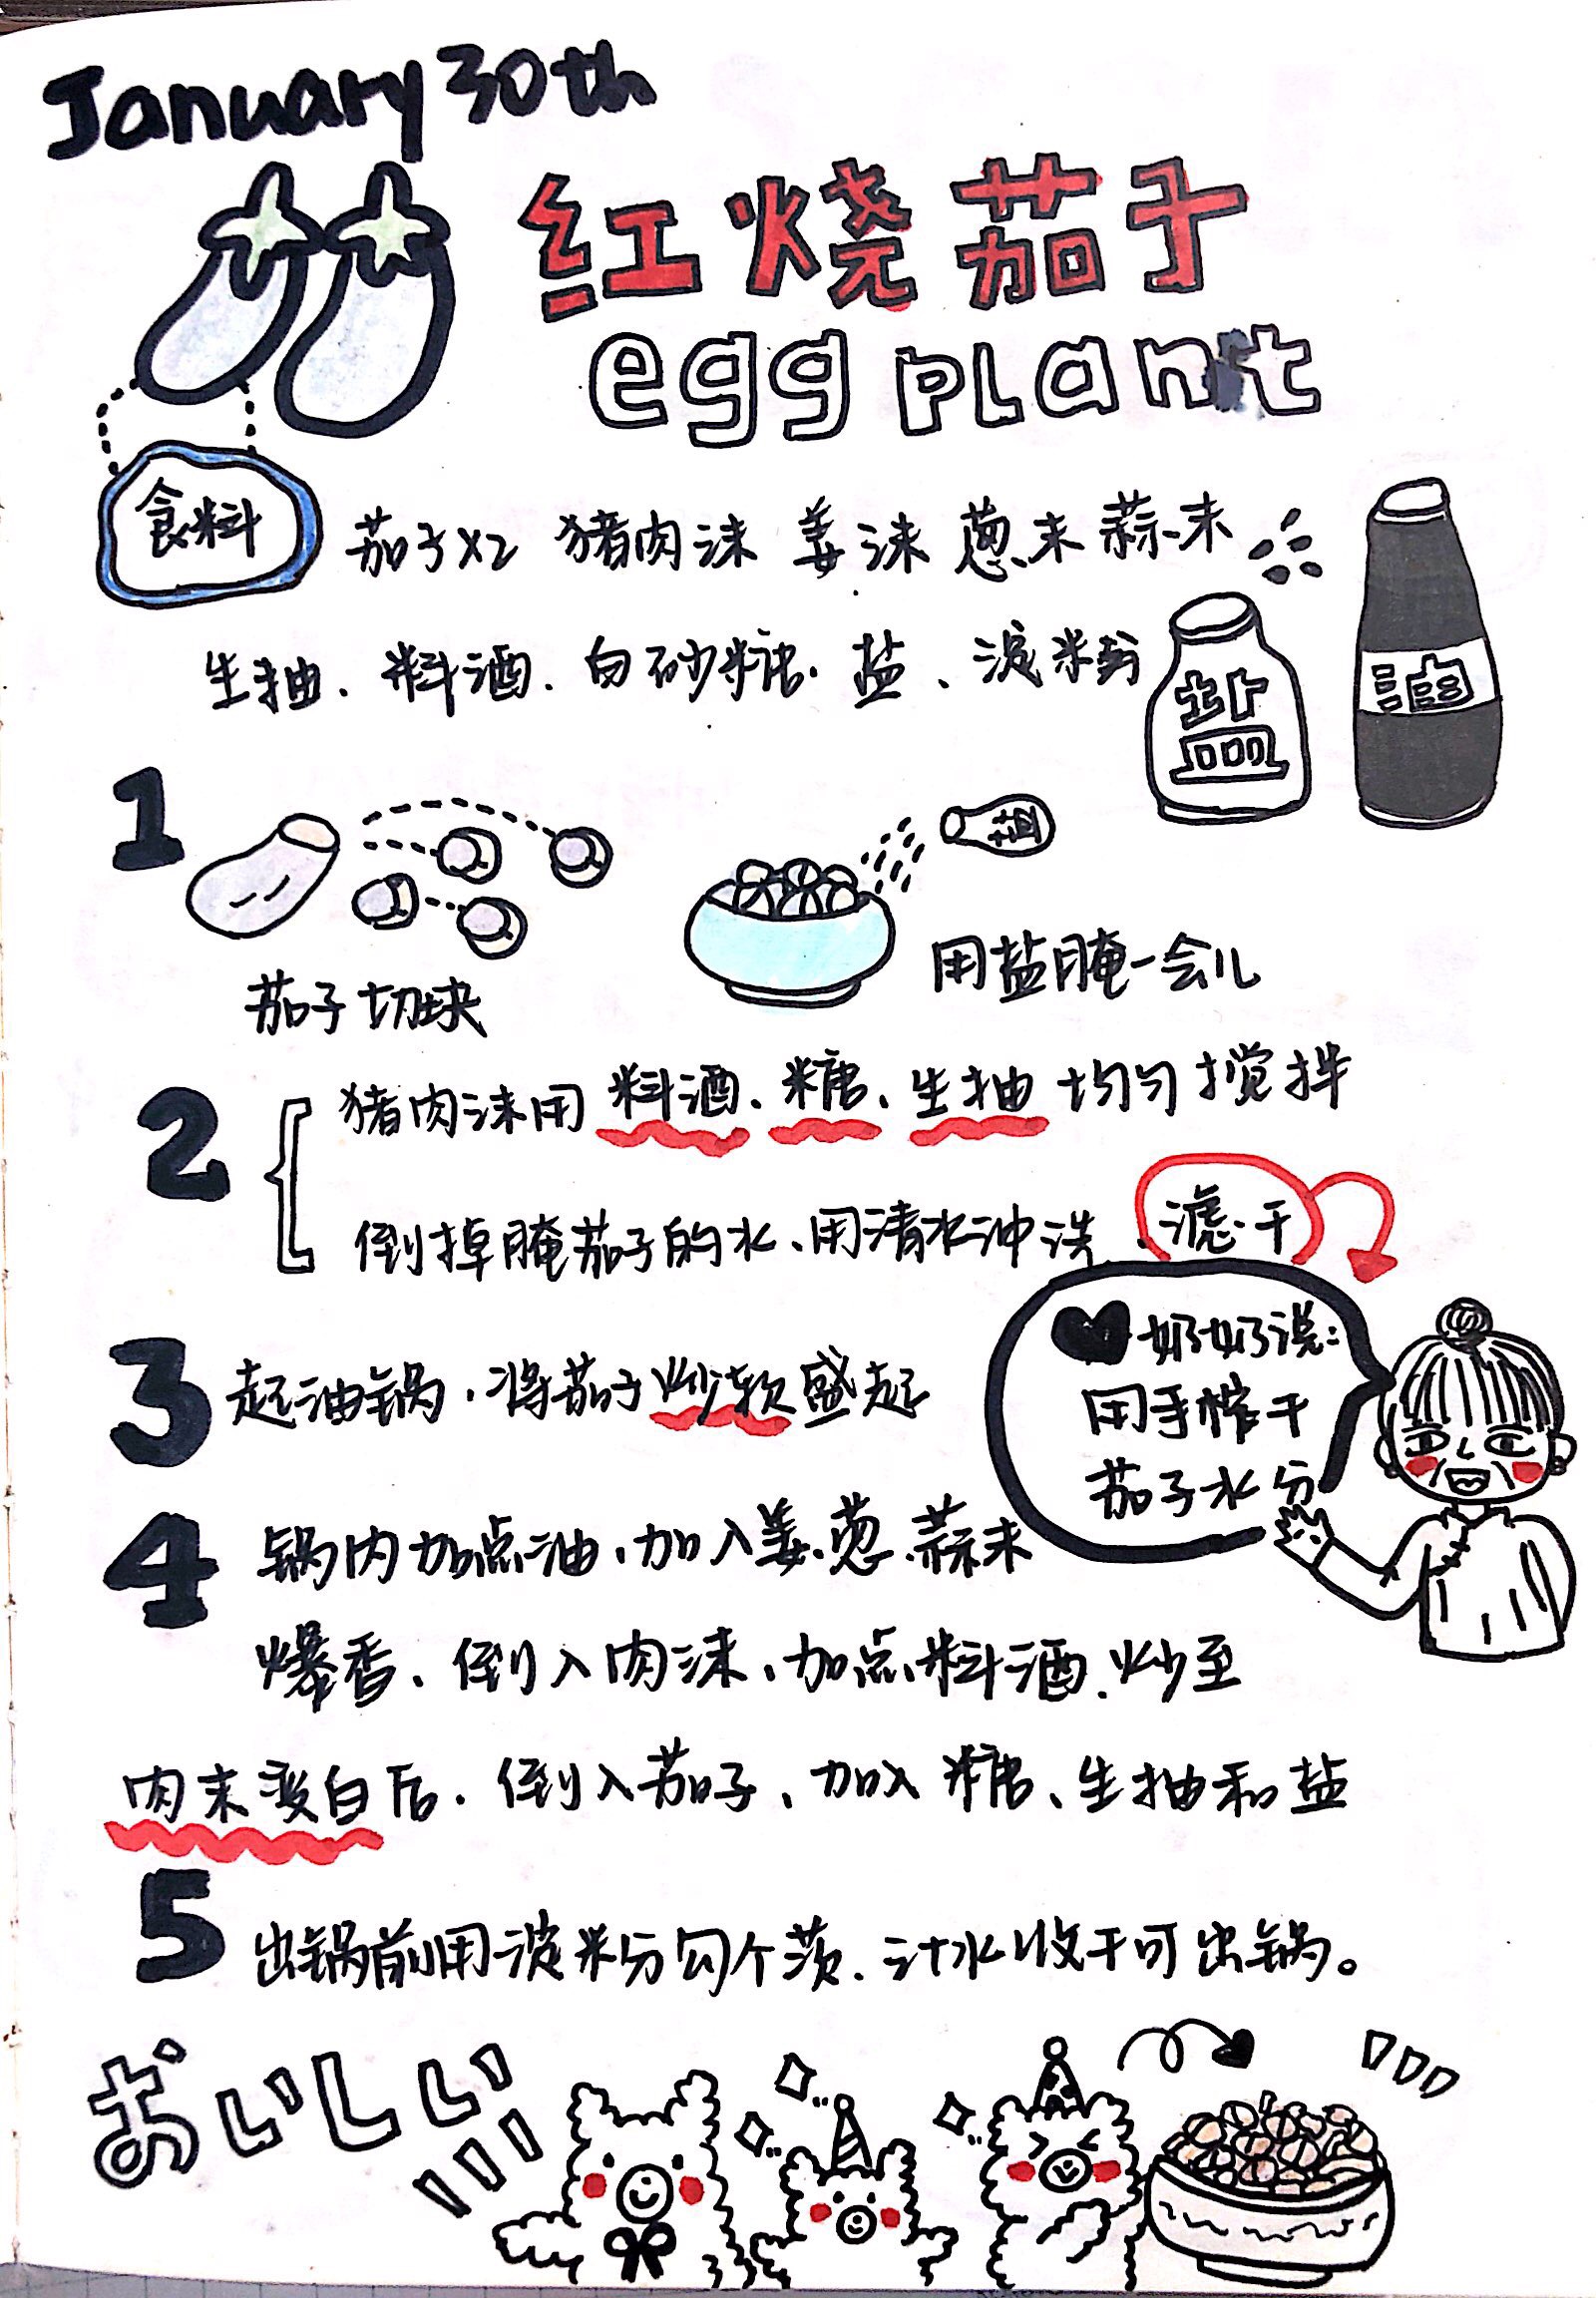 January 30th
红烧茄子
eggplant
食料
茄子x2 猪肉沫 姜沫 葱末 蒜末
生抽、料酒、白砂糖、盐、淀粉
盐
油
1
盐
茄子切块
用盐腌一会儿
2
猪肉沫用料酒、糖、生抽均匀搅拌
倒掉腌茄子的水、用清水冲洗、滤干
♥奶奶说:
用手榨干
茄子水分
3 起油锅,将茄子炒软盛起
4 锅内加点油,加入姜、葱、蒜末
爆香、倒入肉沫,加点料酒、炒至
肉末变白后、倒入茄子、加入糖、生抽和盐
5 出锅前用淀粉勾个芡、汁水收干可出锅。
おいしい